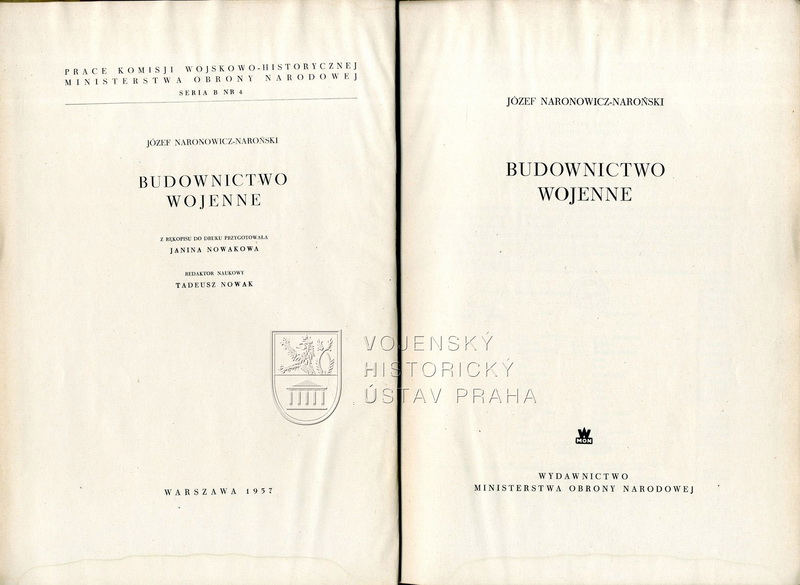 PRACE KOMISJI WOJSKOWO-HISTORYCZNEJ
MINISTERSTWA OBRONY NARODOWEJ
SERIA B NR 4
JÓZEF NARONOWICZ-NAROŃSKI
BUDOWNICTWO
WOJENNE
Z RĘKOPISU DO DRUKU PRZYGOTOWAŁA
JANINA NOWAKOWA
REDAKTOR NAUKOWY
TADEUSZ NOWAK
WARSZAWA 1957
JÓZEF NARONOWICZ-NAROŃSKI
BUDOWNICTWO
WOJENNE
W
MON
WYDAWNICTWO
MINISTERSTWA OBRONY NARODOWEJ
VOJENSKÝ
HISTORICKÝ
ÚSTAV PRAHA